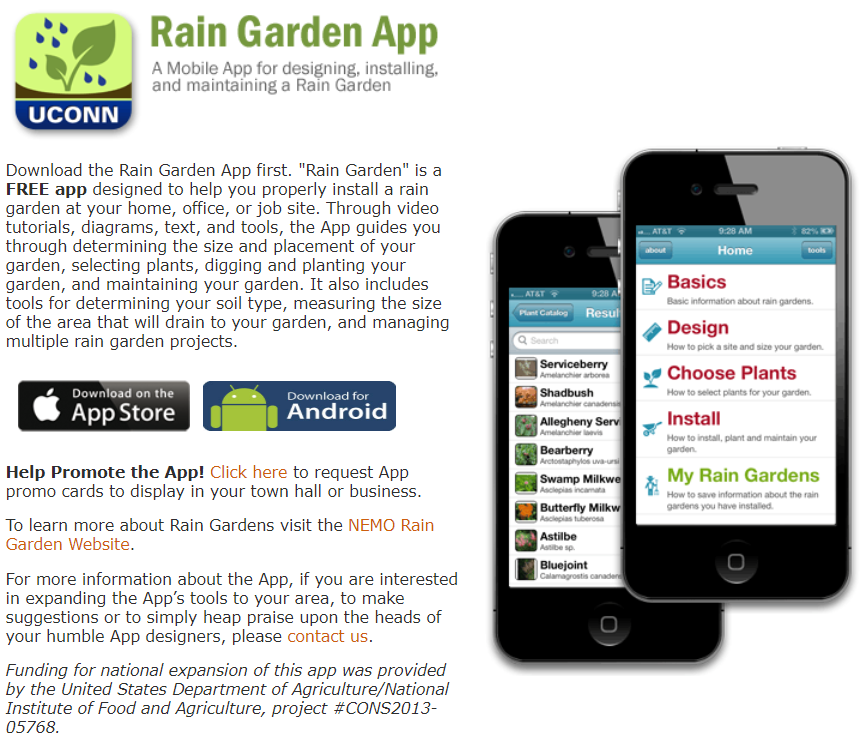 UCONN
Rain Garden App
A Mobile App for designing, installing,
and maintaining a Rain Garden
Download the Rain Garden App first. "Rain Garden" is a
FREE app designed to help you properly install a rain
garden at your home, office, or job site. Through video
tutorials, diagrams, text, and tools, the App guides you
through determining the size and placement of your
garden, selecting plants, digging and planting your
garden, and maintaining your garden. It also includes
tools for determining your soil type, measuring the size
of the area that will drain to your garden, and managing
multiple rain garden projects.
Download on the
App Store
Download for
Android
Help Promote the App! Click here to request App
promo cards to display in your town hall or business.
To learn more about Rain Gardens visit the NEMO Rain
Garden Website.
For more information about the App, if you are interested
in expanding the App’s tools to your area, to make
suggestions or to simply heap praise upon the heads of
your humble App designers, please contact us.
Funding for national expansion of this app was provided
by the United States Department of Agriculture/National
Institute of Food and Agriculture, project #CONS2013-
05768.
AT&T 9:28 A
Plant Catalog Resul
Search
Serviceberry
Amelanchier arborea
Shadbush
Amelanchier canadensi
Allegheny Servi
Amelanchier laevis
Bearberry
Arctostaphylos uva-ursi
Swamp Milkwe
Asclepias incarnata
Butterfly Milkw
Asclepias tuberosa
Astilbe
Astilbe sp.
Bluejoint
Calamagrostis canadens
AT&T 9:28 AM 82%
about Home tools
Basics
Basic information about rain gardens.
Design
How to pick a site and size your garden.
Choose Plants
How to select plants for your garden.
Install
How to install, plant and maintain your
garden.
My Rain Gardens
How to save information about the rain
gardens you have installed.